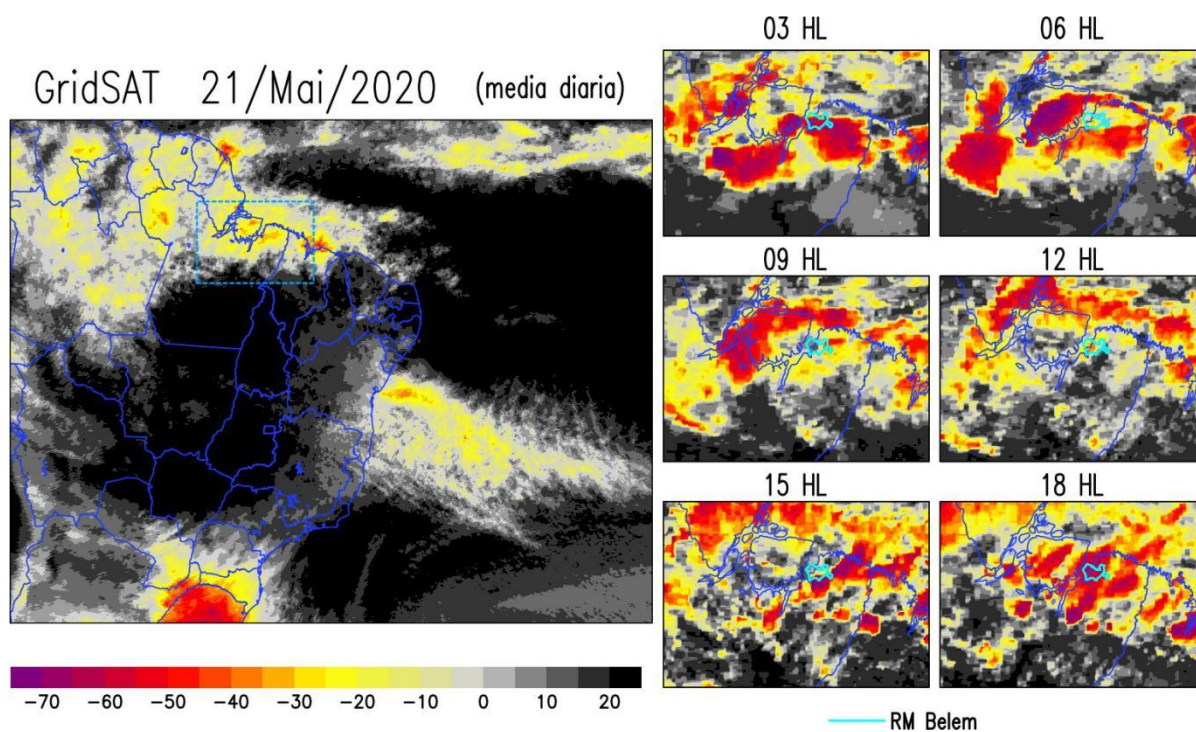 GridSAT 21/Mai/2020 (media diaria)
-70 -60 -50 -40 -30 -20 -10 0 10 20
03 HL 06 HL
09 HL 12 HL
15 HL 18 HL
RM Belem